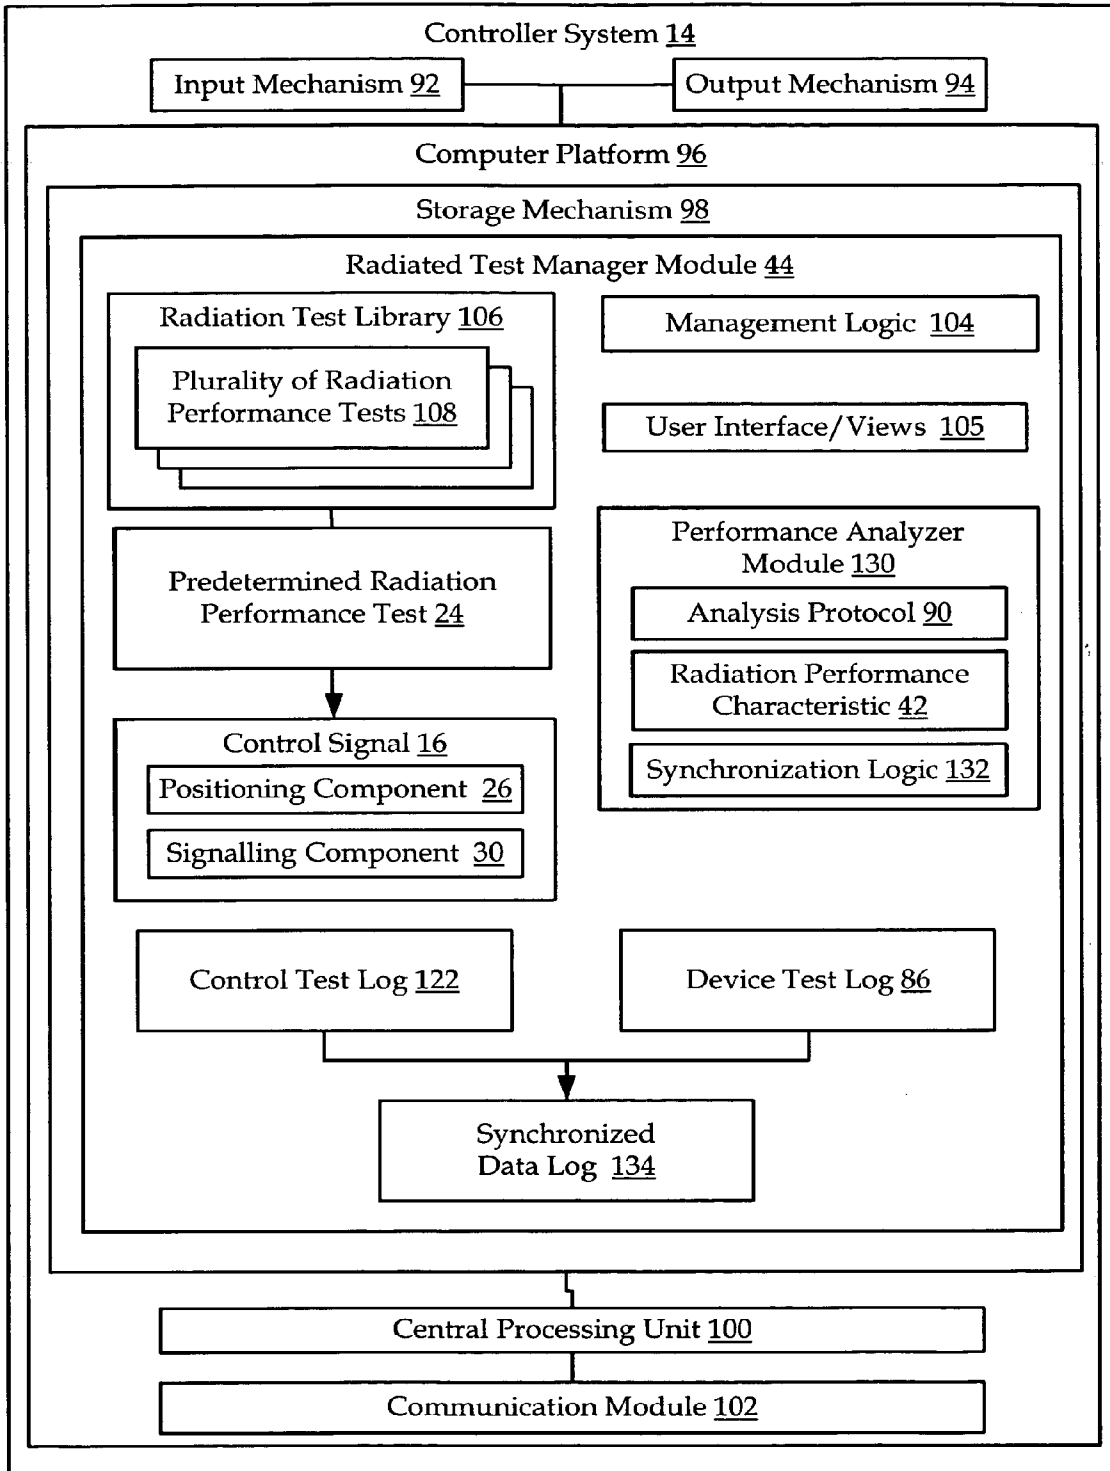 Controller System 14
Input Mechanism 92
Output Mechanism 94
Computer Platform 96
Storage Mechanism 98
Radiated Test Manager Module 44
Radiation Test Library 106
Plurality of Radiation
Performance Tests 108
Management Logic 104
User Interface/Views 105
Predetermined Radiation
Performance Test 24
Performance Analyzer
Module 130
Analysis Protocol 90
Radiation Performance
Characteristic 42
Synchronization Logic 132
Control Signal 16
Positioning Component 26
Signalling Component 30
Control Test Log 122
Device Test Log 86
Synchronized
Data Log 134
Central Processing Unit 100
Communication Module 102